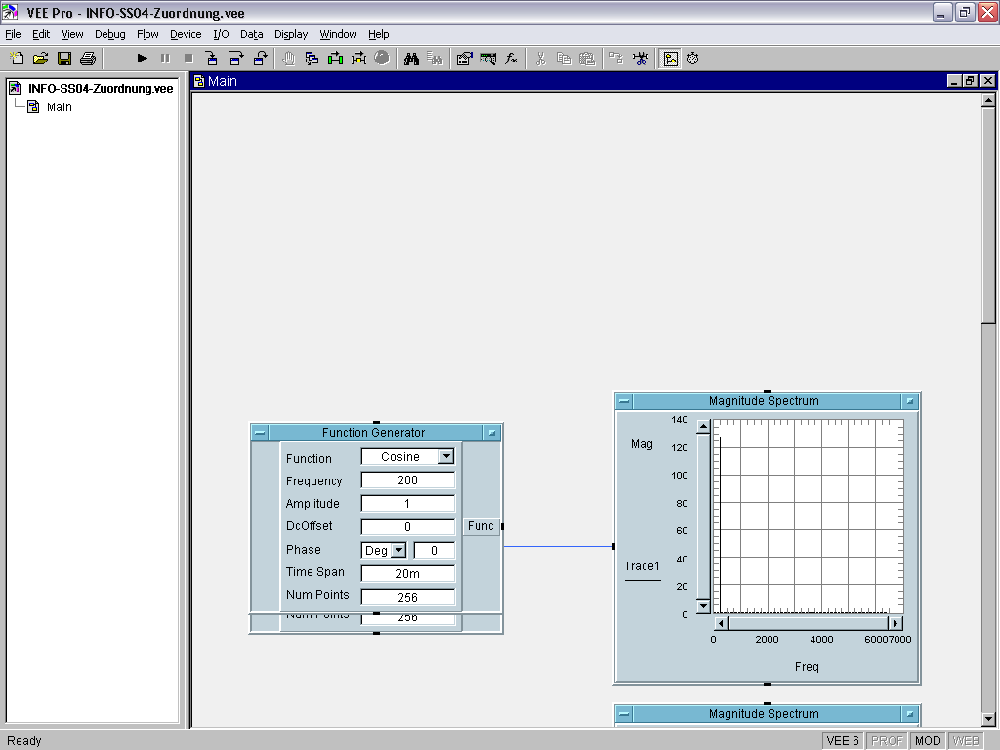 VEE Pro - INFO-SS04-Zuordnung.vee
File Edit View Debug Flow Device I/O Data Display Window Help
INFO-SS04-Zuordnung.vee
Main
Main
Function Generator
Function Cosine
Frequency 200
Amplitude 1
DcOffset 0
Func
Phase Deg 0
Time Span 20m
Num Points 256
Num Points 256
Magnitude Spectrum
Mag
Trace1
140
120
100
80
60
40
20
0
0 2000 4000 60007000
Freq
Magnitude Spectrum
Ready VEE 6 PROF MOD WEB